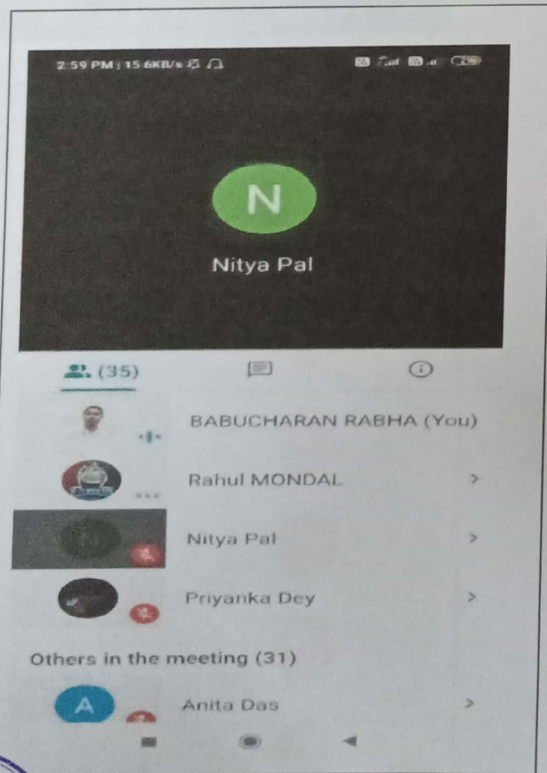 2:59 PM | 15.6KB/s
N
Nitya Pal
(35)
BABUCHARAN RABHA (You)
Rahul MONDAL
N
Nitya Pal
Priyanka Dey
Others in the meeting (31)
A
Anita Das